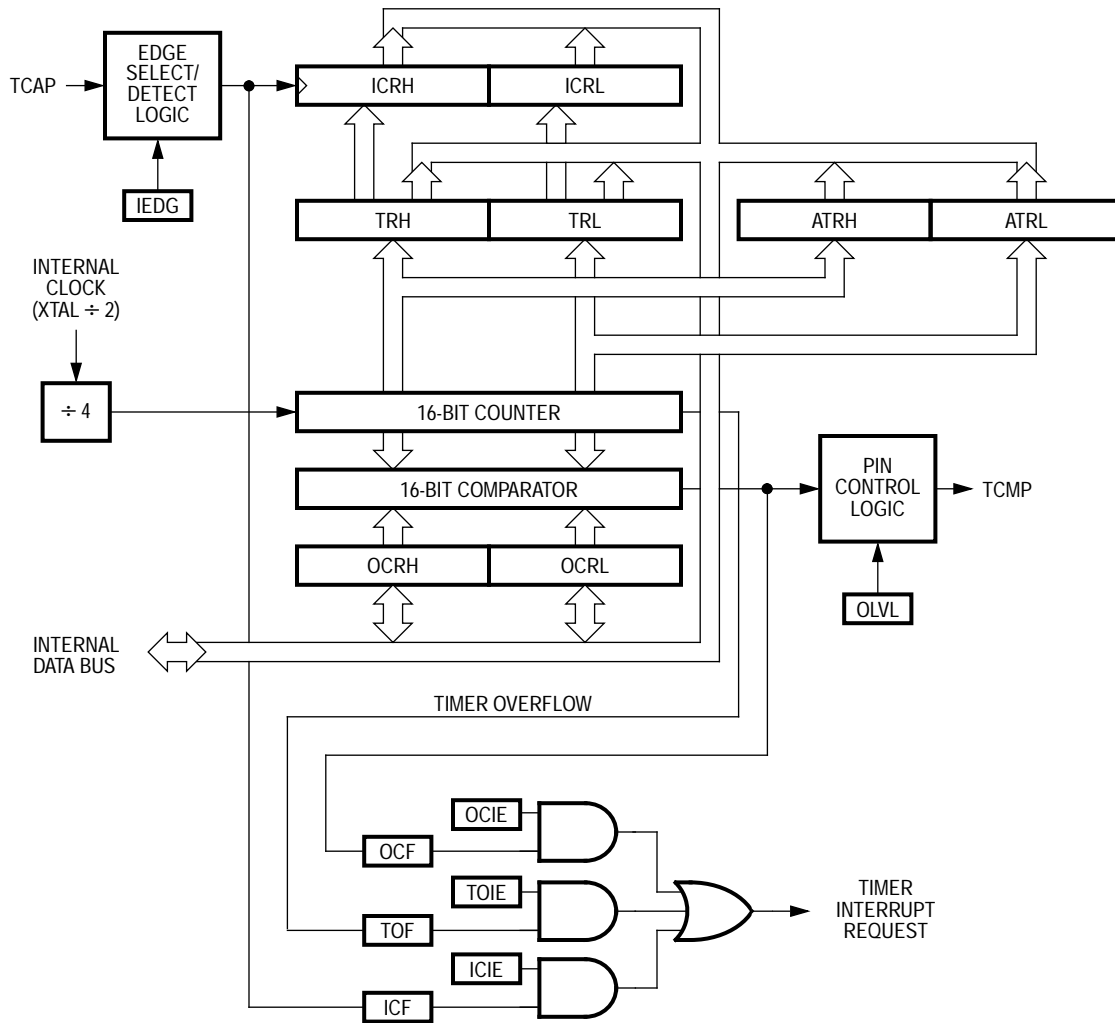 EDGE
SELECT/
DETECT
LOGIC
TCAP
ICRH
ICRL
IEDG
TRH
TRL
ATRH
ATRL
INTERNAL
CLOCK
(XTAL ÷ 2)
÷ 4
16-BIT COUNTER
16-BIT COMPARATOR
PIN
CONTROL
LOGIC
TCMP
OCRH
OCRL
OLVL
INTERNAL
DATA BUS
TIMER OVERFLOW
OCIE
OCF
TOIE
TOF
TIMER
INTERRUPT
REQUEST
ICIE
ICF